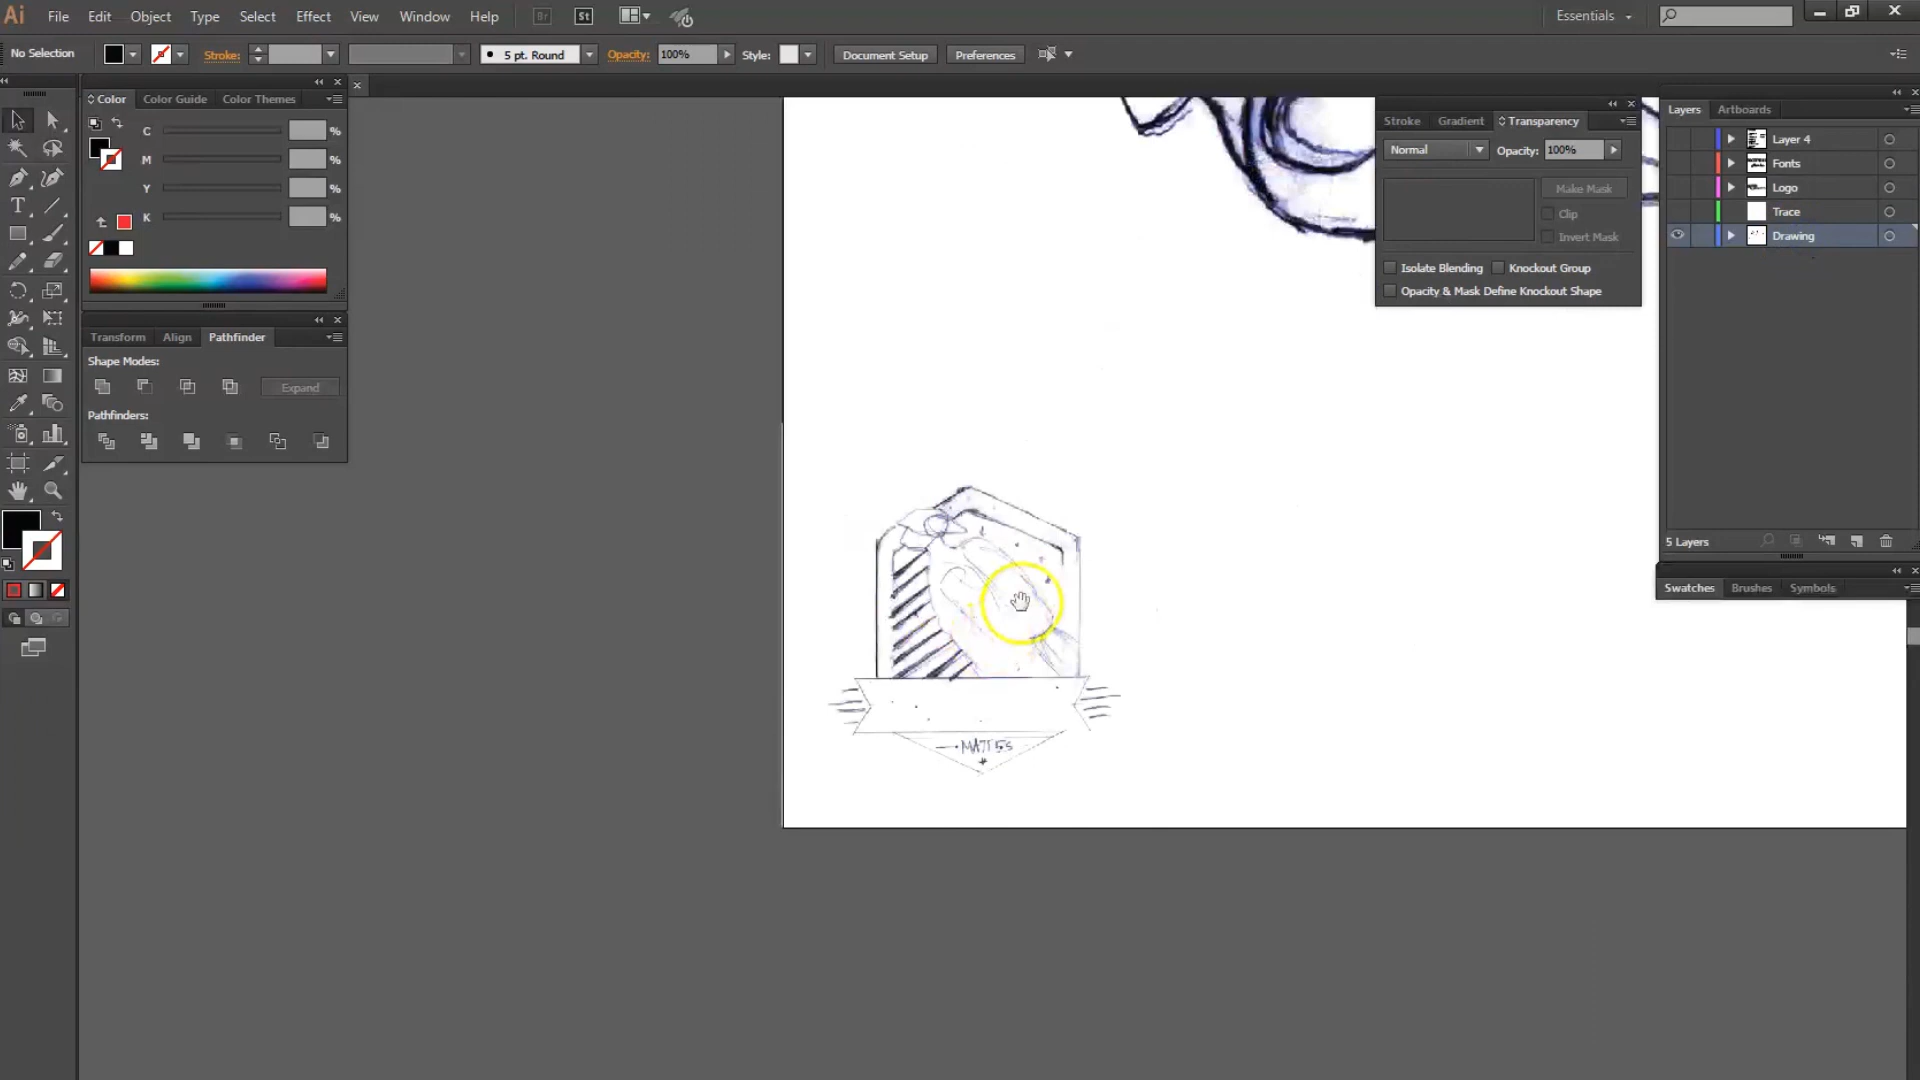 Ai File Edit Object Type Select Effect View Window Help Br St Essentials
No Selection Stroke: 5 pt. Round Opacity: 100% Style: Document Setup Preferences
Color Color Guide Color Themes
C %
M %
Y %
K %
Transform Align Pathfinder
Shape Modes:
Expand
Pathfinders:
Stroke Gradient Transparency
Normal Opacity: 100%
Make Mask
Clip
Invert Mask
Isolate Blending Knockout Group
Opacity & Mask Define Knockout Shape
Layers Artboards
Layer 4
Fonts
Logo
Trace
Drawing
5 Layers
Swatches Brushes Symbols